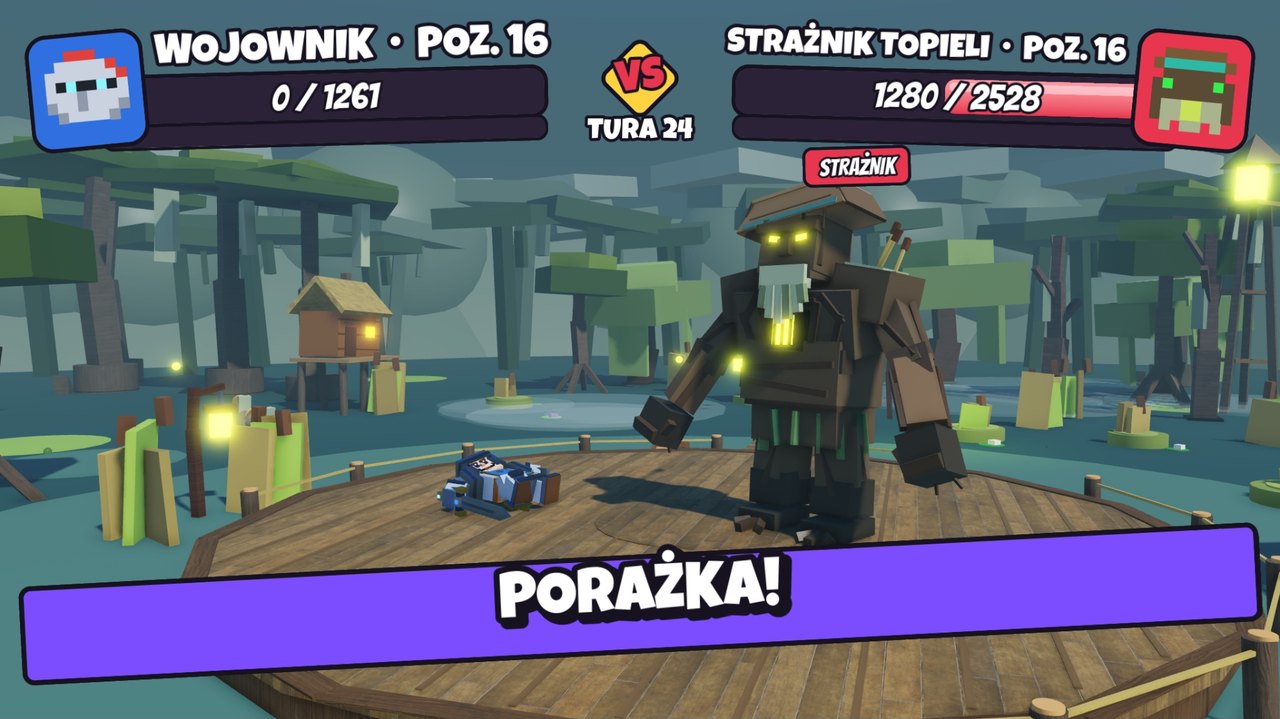 WOJOWNIK • POZ. 16
0 / 1261
VS
TURA 24
STRAŻNIK TOPIELI • POZ. 16
1280 / 2528
STRAŻNIK
PORAŻKA!